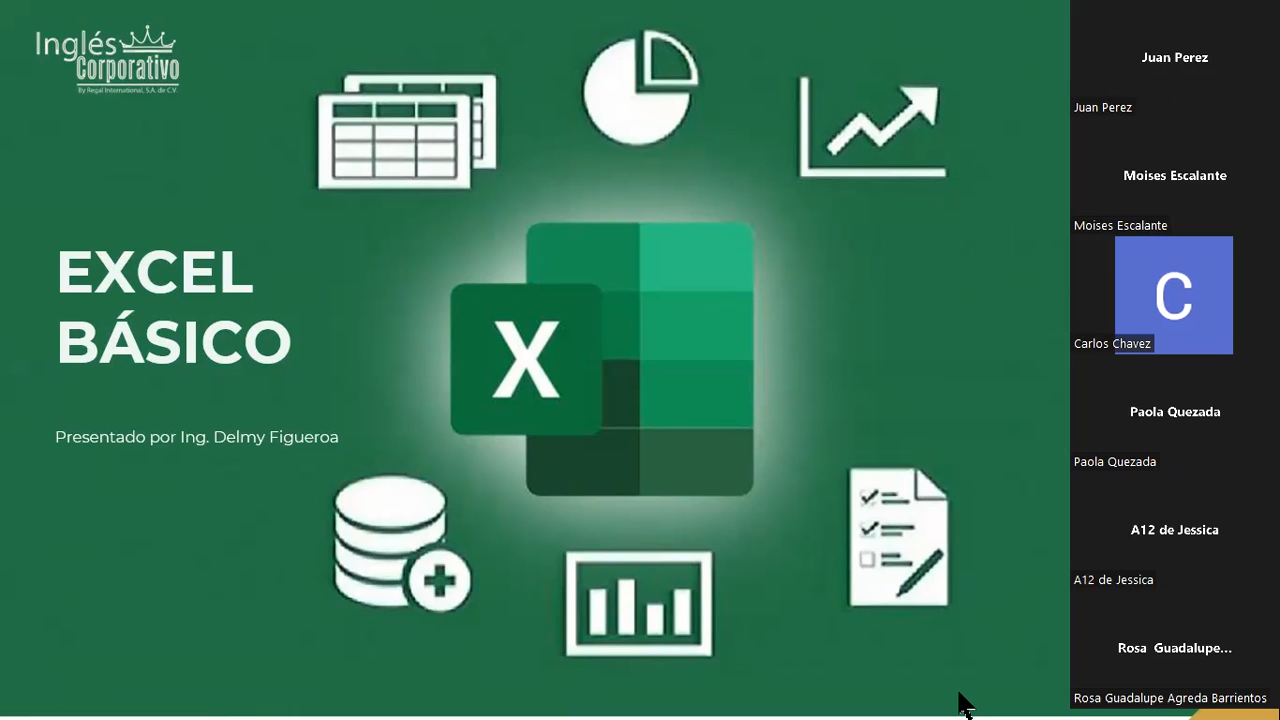 Inglés
Corporativo
By Regal International, S.A. de C.V.
EXCEL
BÁSICO
Presentado por Ing. Delmy Figueroa
X
Juan Perez
Juan Perez
Moises Escalante
Moises Escalante
C
Carlos Chavez
Paola Quezada
Paola Quezada
A12 de Jessica
A12 de Jessica
Rosa Guadalupe...
Rosa Guadalupe Agreda Barrientos